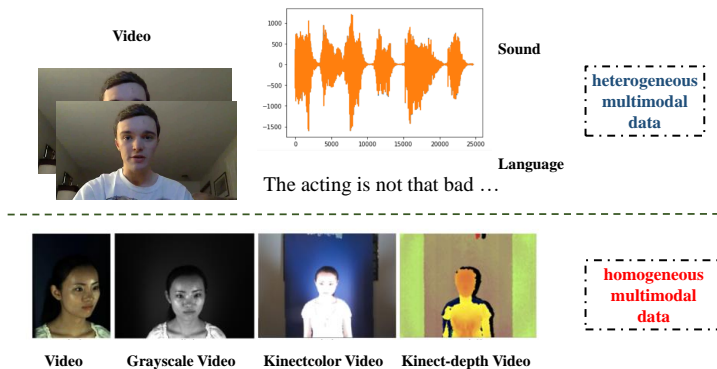 Video
Sound
1000
500
0
−500
−1000
−1500
0 5000 10000 15000 20000 25000
heterogeneous
multimodal
data
Language
The acting is not that bad …
homogeneous
multimodal
data
Video Grayscale Video Kinectcolor Video Kinect-depth Video